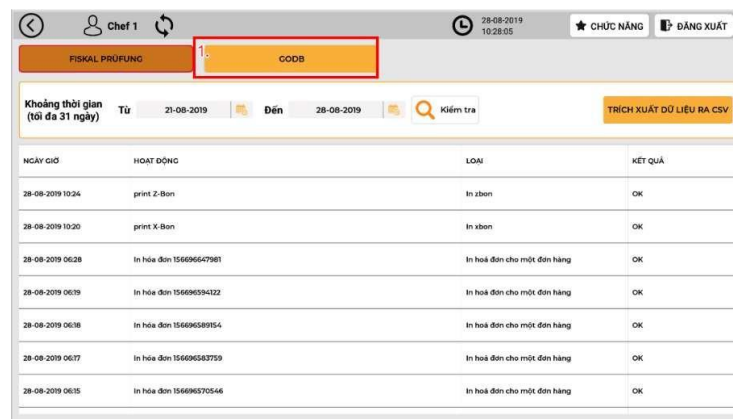 Chef 1
28-08-2019
10:28:05
CHỨC NĂNG
ĐĂNG XUẤT
FISKAL PRÜFUNG
1.
GODB
Khoảng thời gian
(tối đa 31 ngày)
Từ 21-08-2019 Đến 28-08-2019 Kiểm tra
TRÍCH XUẤT DỮ LIỆU RA CSV
NGÀY GIỜ HOẠT ĐỘNG LOẠI KẾT QUẢ
28-08-2019 10:24 print Z-Bon In zbon OK
28-08-2019 10:20 print X-Bon In xbon OK
28-08-2019 06:28 In hóa đơn 156696647981 In hoá đơn cho một đơn hàng OK
28-08-2019 06:19 In hóa đơn 156696594122 In hoá đơn cho một đơn hàng OK
28-08-2019 06:18 In hóa đơn 156696589154 In hoá đơn cho một đơn hàng OK
28-08-2019 06:17 In hóa đơn 156696583759 In hoá đơn cho một đơn hàng OK
28-08-2019 06:15 In hóa đơn 156696570546 In hoá đơn cho một đơn hàng OK